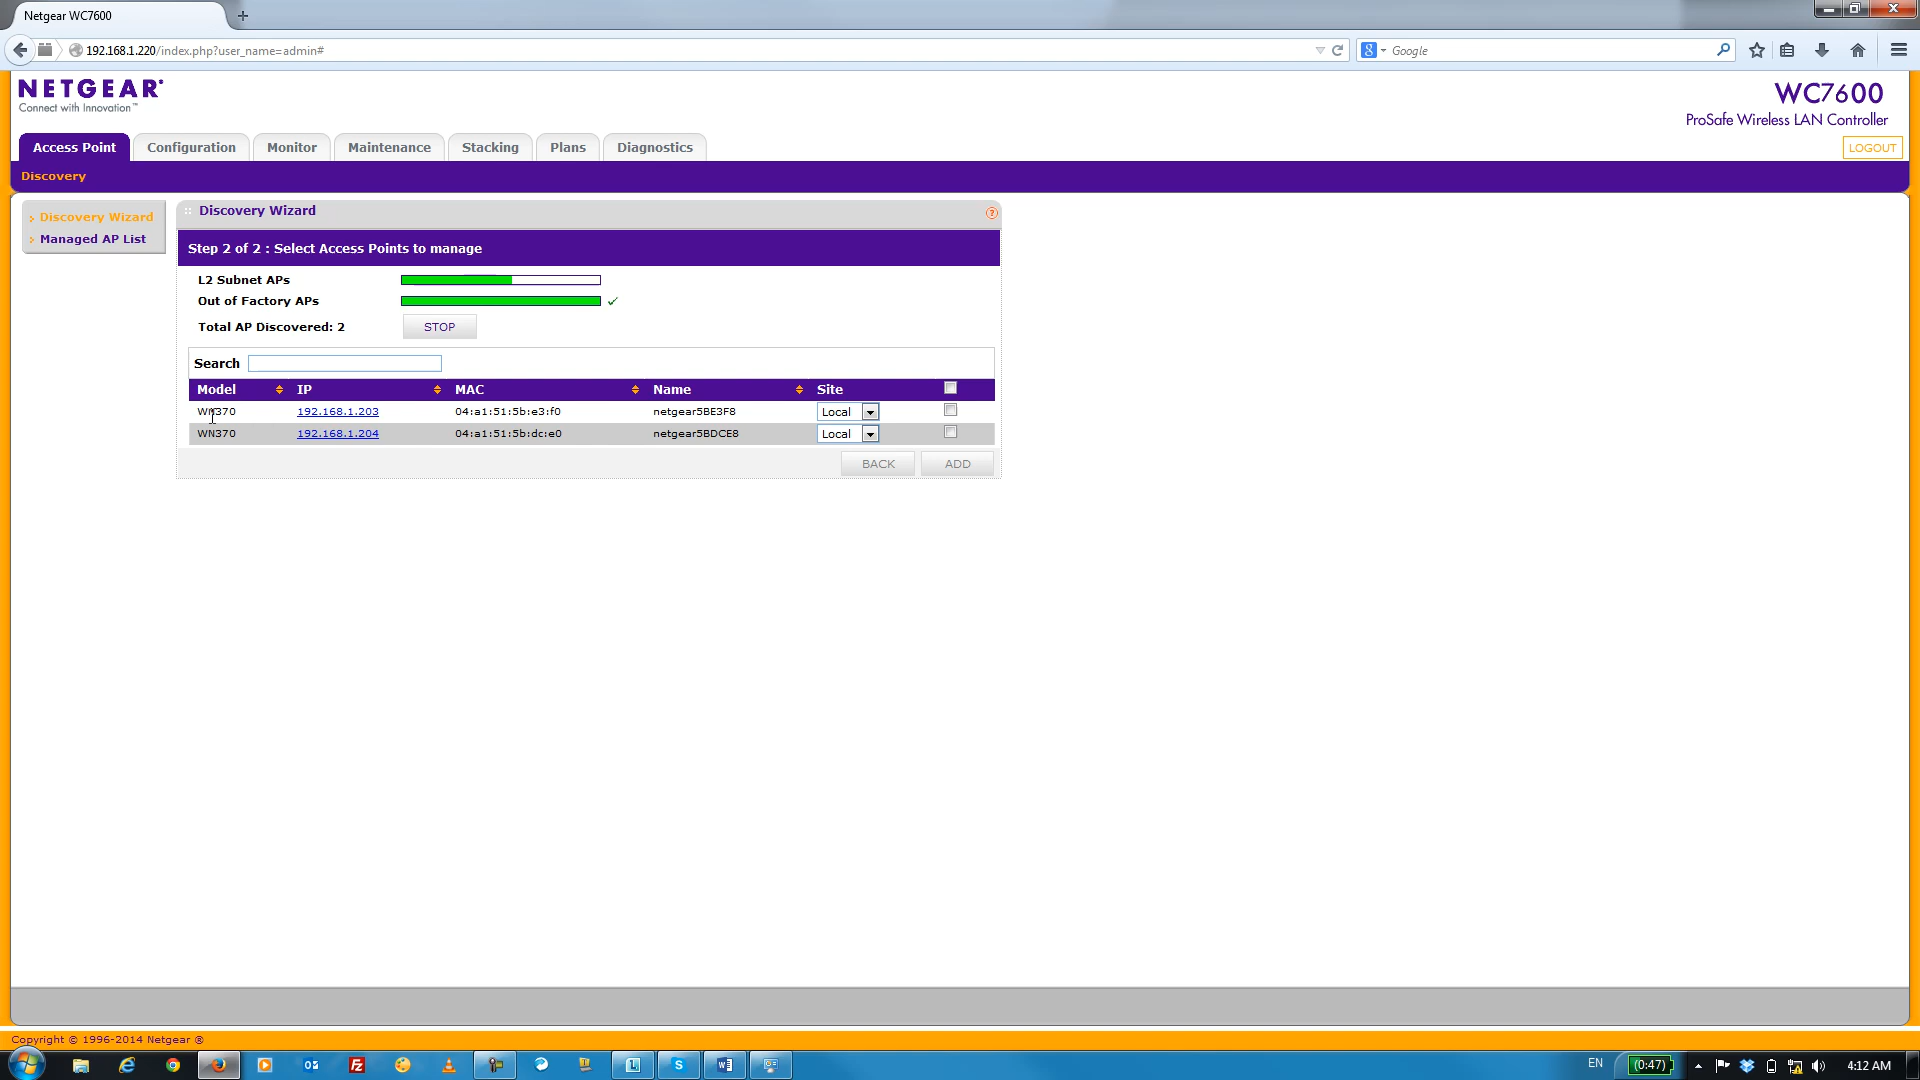 Netgear WC7600
192.168.1.220/index.php?user_name=admin#
Google
NETGEAR®
Connect with Innovation™
WC7600
ProSafe Wireless LAN Controller
Access Point Configuration Monitor Maintenance Stacking Plans Diagnostics
LOGOUT
Discovery
Discovery Wizard
Managed AP List
Discovery Wizard
Step 2 of 2 : Select Access Points to manage
L2 Subnet APs
Out of Factory APs
Total AP Discovered: 2 STOP
Search
Model IP MAC Name Site
WN370 192.168.1.203 04:a1:51:5b:e3:f0 netgear5BE3F8 Local
WN370 192.168.1.204 04:a1:51:5b:dc:e0 netgear5BDCE8 Local
BACK ADD
Copyright © 1996-2014 Netgear ®
EN (0:47) 4:12 AM